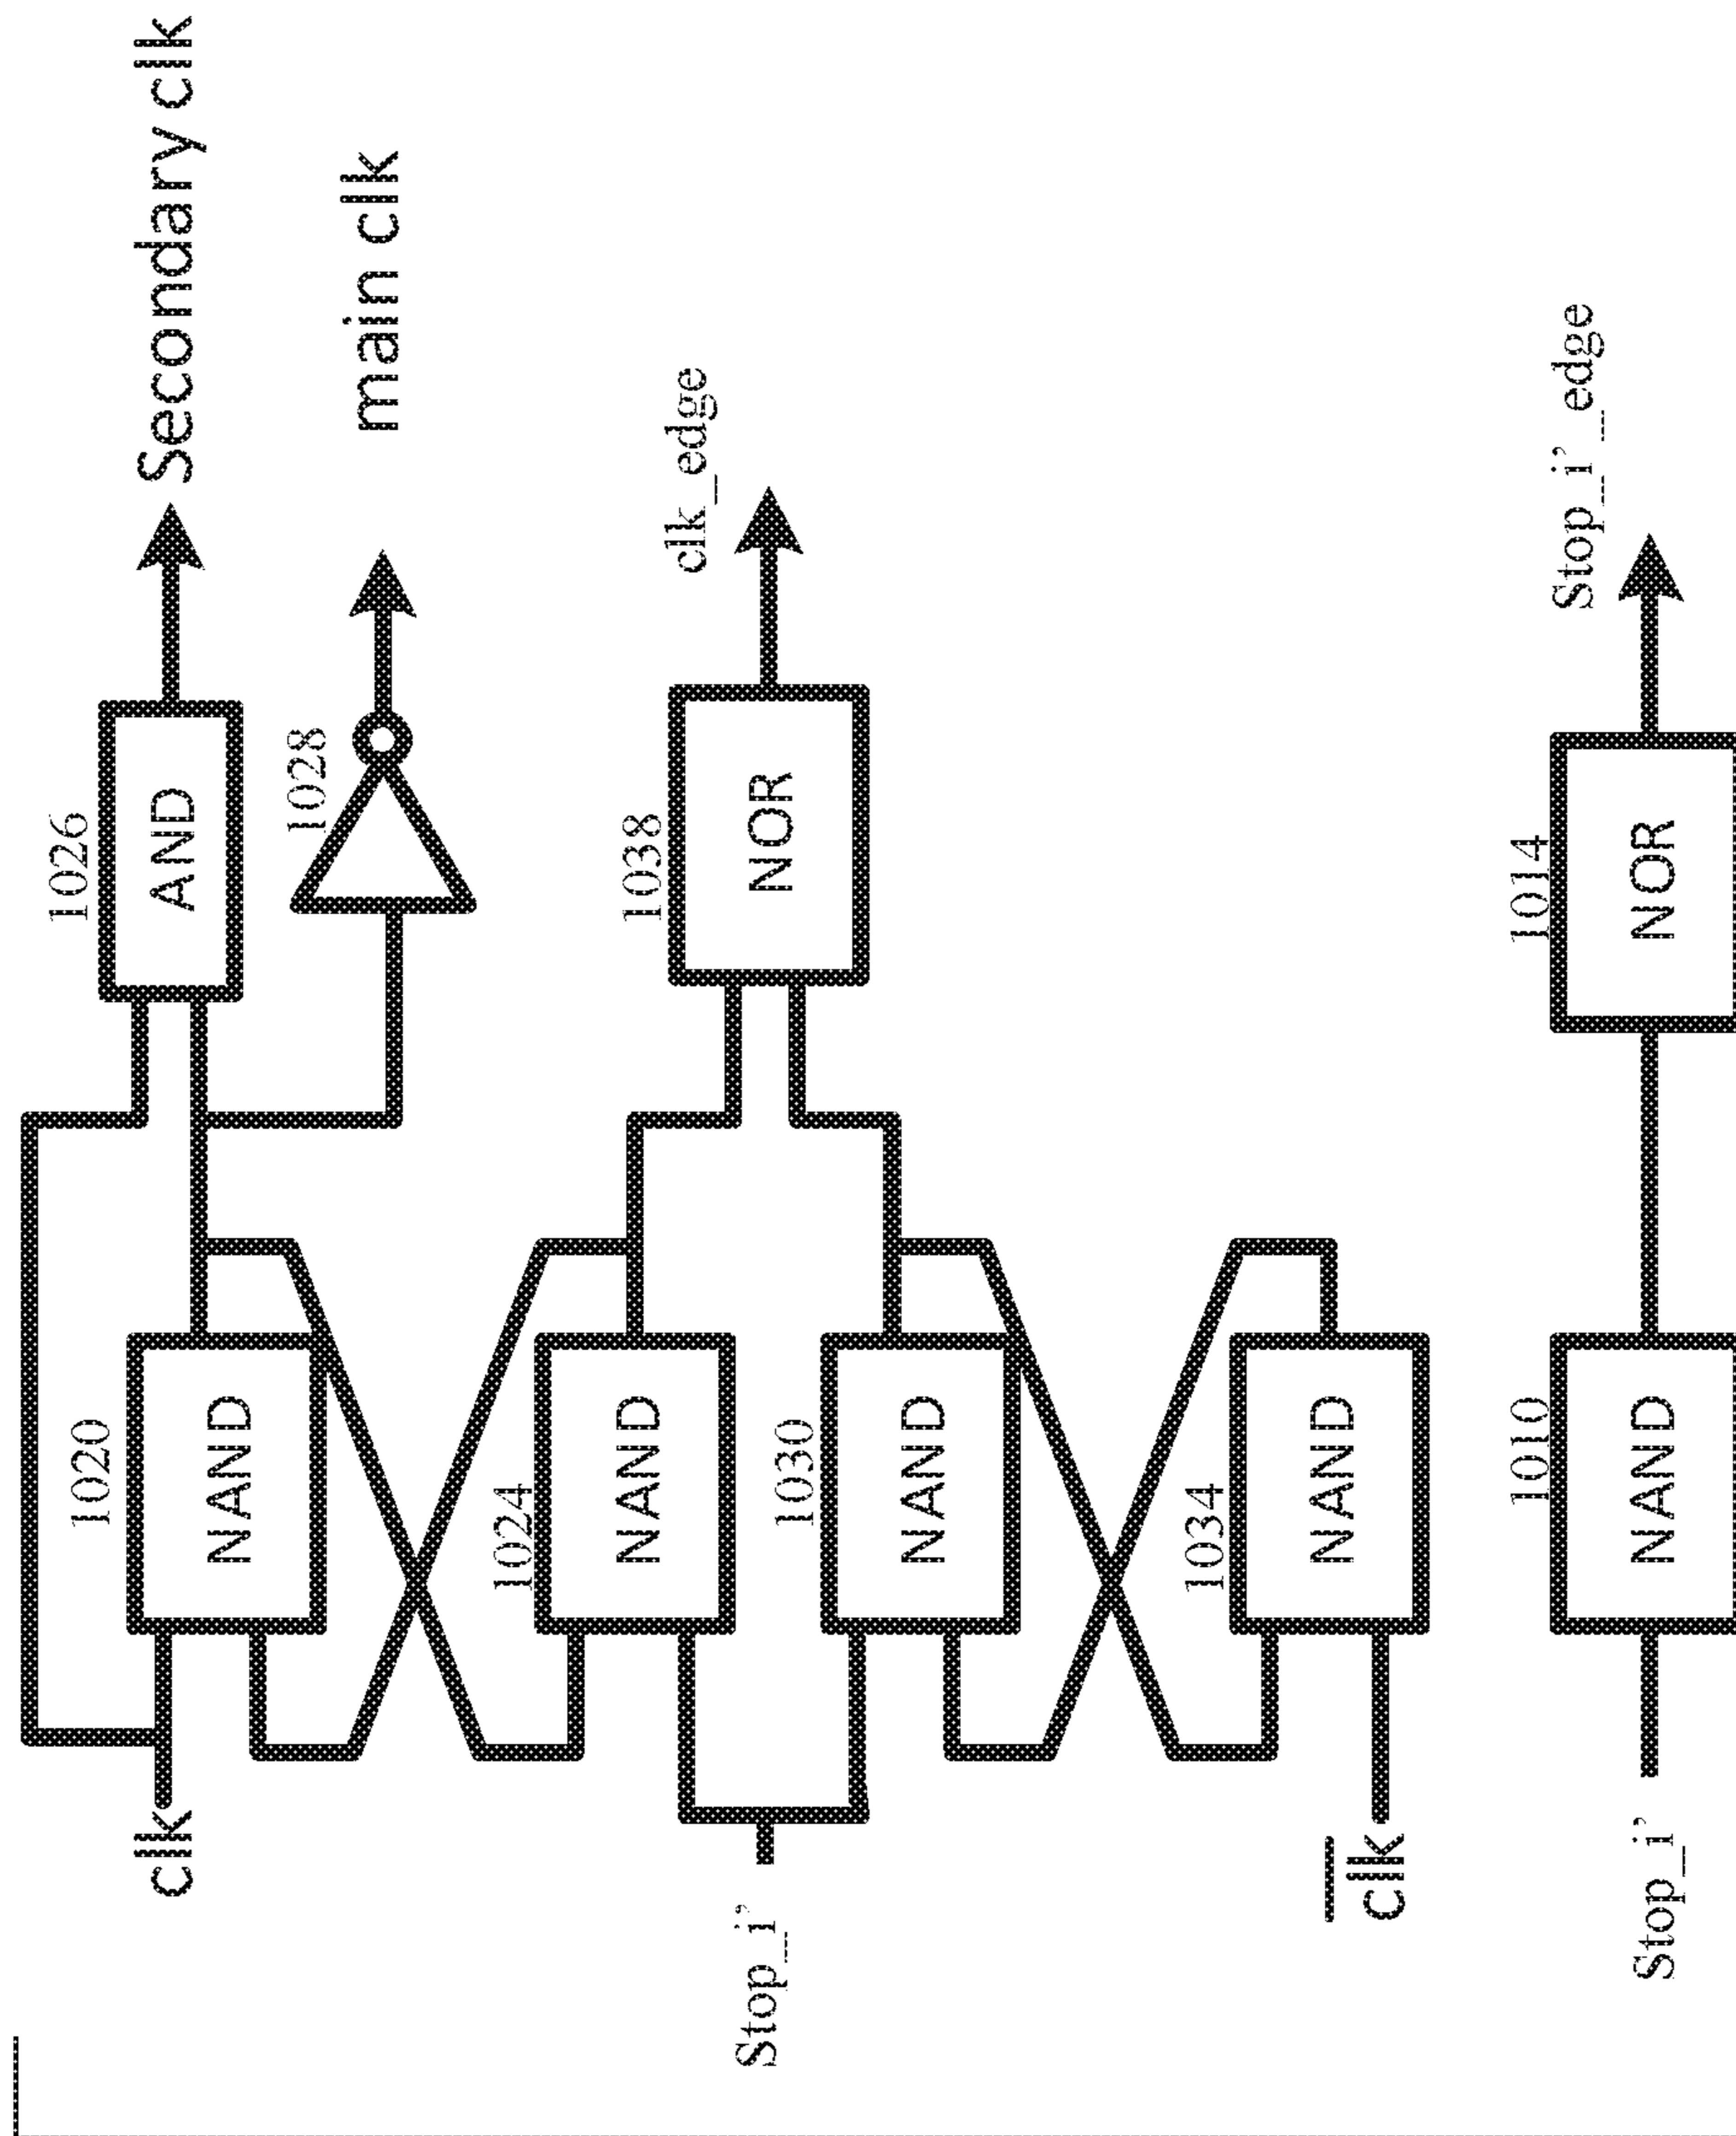 clk
1020
NAND
1026
AND
Secondary clk
1028
main clk
Stop_i'
1024
NAND
1030
NAND
1038
NOR
clk_edge
clk
1034
NAND
Stop_i'
1010
NAND
1014
NOR
Stop_i'_edge